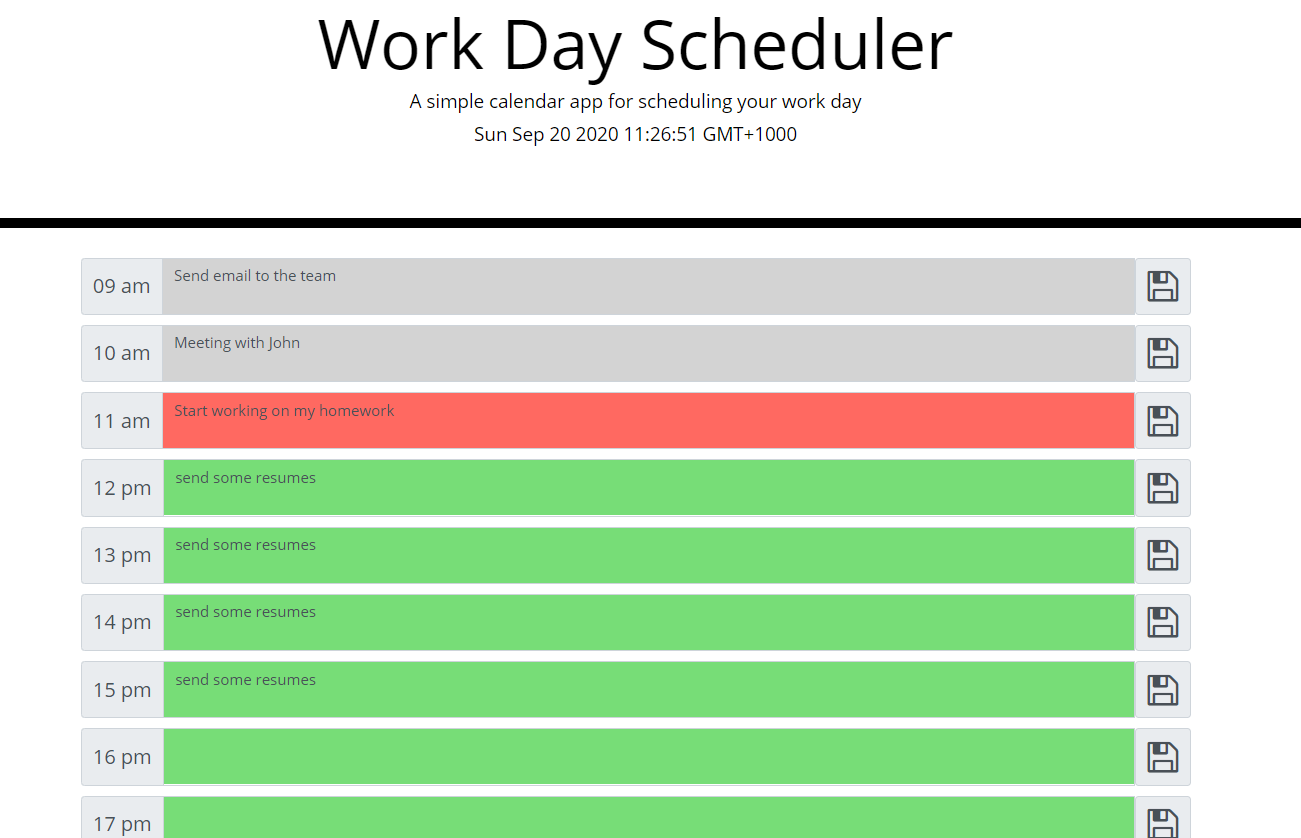 Work Day Scheduler
A simple calendar app for scheduling your work day
Sun Sep 20 2020 11:26:51 GMT+1000
09 am Send email to the team
10 am Meeting with John
11 am Start working on my homework
12 pm send some resumes
13 pm send some resumes
14 pm send some resumes
15 pm send some resumes
16 pm
17 pm